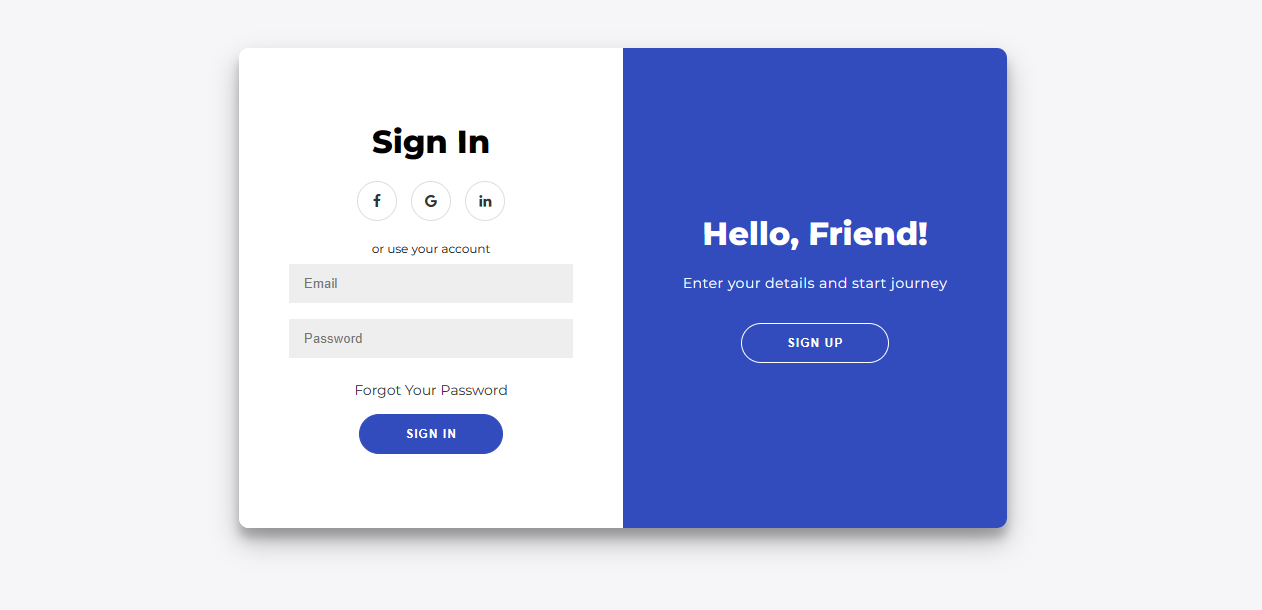 Sign In
f G in
or use your account
Email
Password
Forgot Your Password
SIGN IN
Hello, Friend!
Enter your details and start journey
SIGN UP